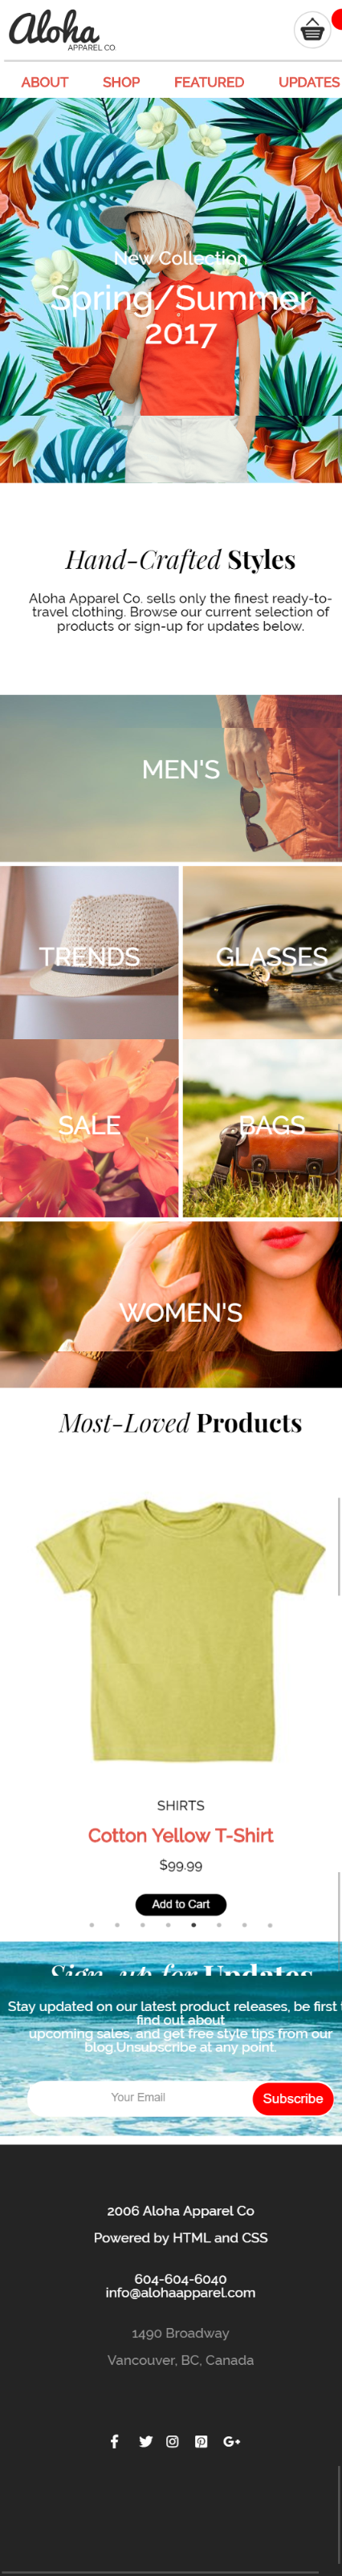 Aloha
APPAREL CO
ABOUT SHOP FEATURED UPDATES
New Collection
Spring/Summer
2017
Hand-Crafted Styles
Aloha Apparel Co. sells only the finest ready-to-
travel clothing. Browse our current selection of
products or sign-up for updates below.
MEN'S
TRENDS GLASSES
SALE BAGS
WOMEN'S
Most-Loved Products
SHIRTS
Cotton Yellow T-Shirt
$99.99
Add to Cart
Sign-up for Updates
Stay updated on our latest product releases, be first
find out about
upcoming sales, and get free style tips from our
blog.Unsubscribe at any point.
Your Email Subscribe
2006 Aloha Apparel Co
Powered by HTML and CSS
604-604-6040
info@alohaapparel.com
1490 Broadway
Vancouver, BC, Canada